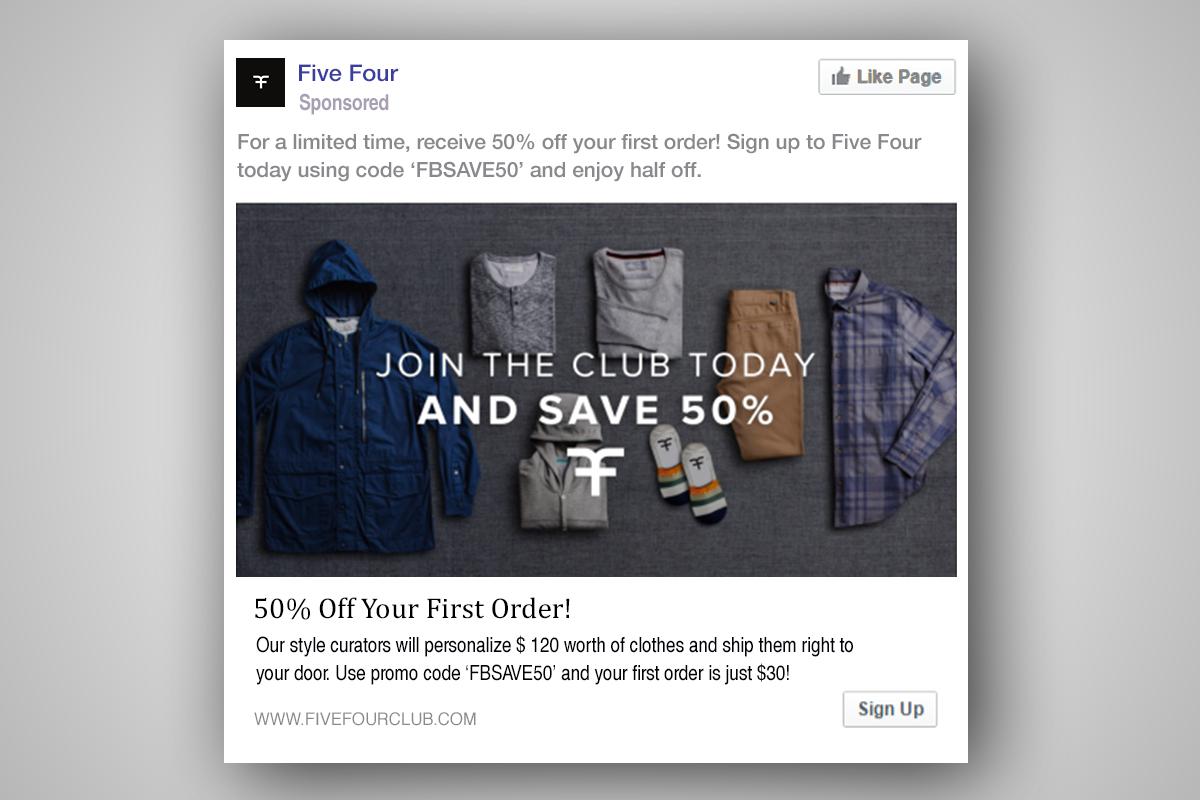 Five Four
Sponsored
Like Page
For a limited time, receive 50% off your first order! Sign up to Five Four
today using code ‘FBSAVE50’ and enjoy half off.
JOIN THE CLUB TODAY
AND SAVE 50%
50% Off Your First Order!
Our style curators will personalize $ 120 worth of clothes and ship them right to
your door. Use promo code ‘FBSAVE50’ and your first order is just $30!
WWW.FIVEFOURCLUB.COM
Sign Up